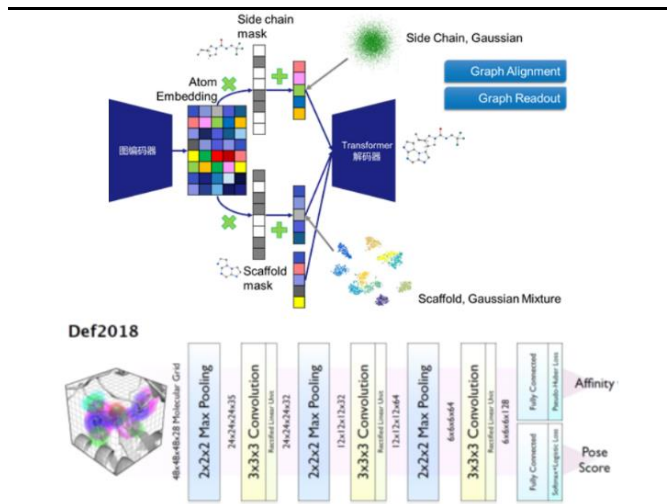 Side chain
mask
Side Chain, Gaussian
Graph Alignment
Graph Readout
Atom
Embedding
图编码器
Transformer
解码器
Scaffold
mask
Scaffold, Gaussian Mixture
Def2018
48x48x48x28 Molecular Grid
2x2x2 Max Pooling
24x24x24x35
3x3x3 Convolution
Rectified Linear Unit
24x24x24x32
2x2x2 Max Pooling
12x12x12x32
3x3x3 Convolution
Rectified Linear Unit
12x12x12x64
2x2x2 Max Pooling
6x6x6x64
3x3x3 Convolution
Rectified Linear Unit
6x6x6x128
Fully Connected
Pseudo-Huber Loss
Affinity
Fully Connected
Softmax+Logistic Loss
Pose
Score